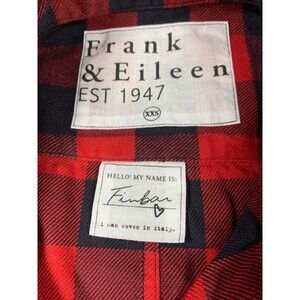 Frank
& Eileen
EST 1947
XXS
HELLO! MY NAME IS:
Finbar
i was woven in italy.